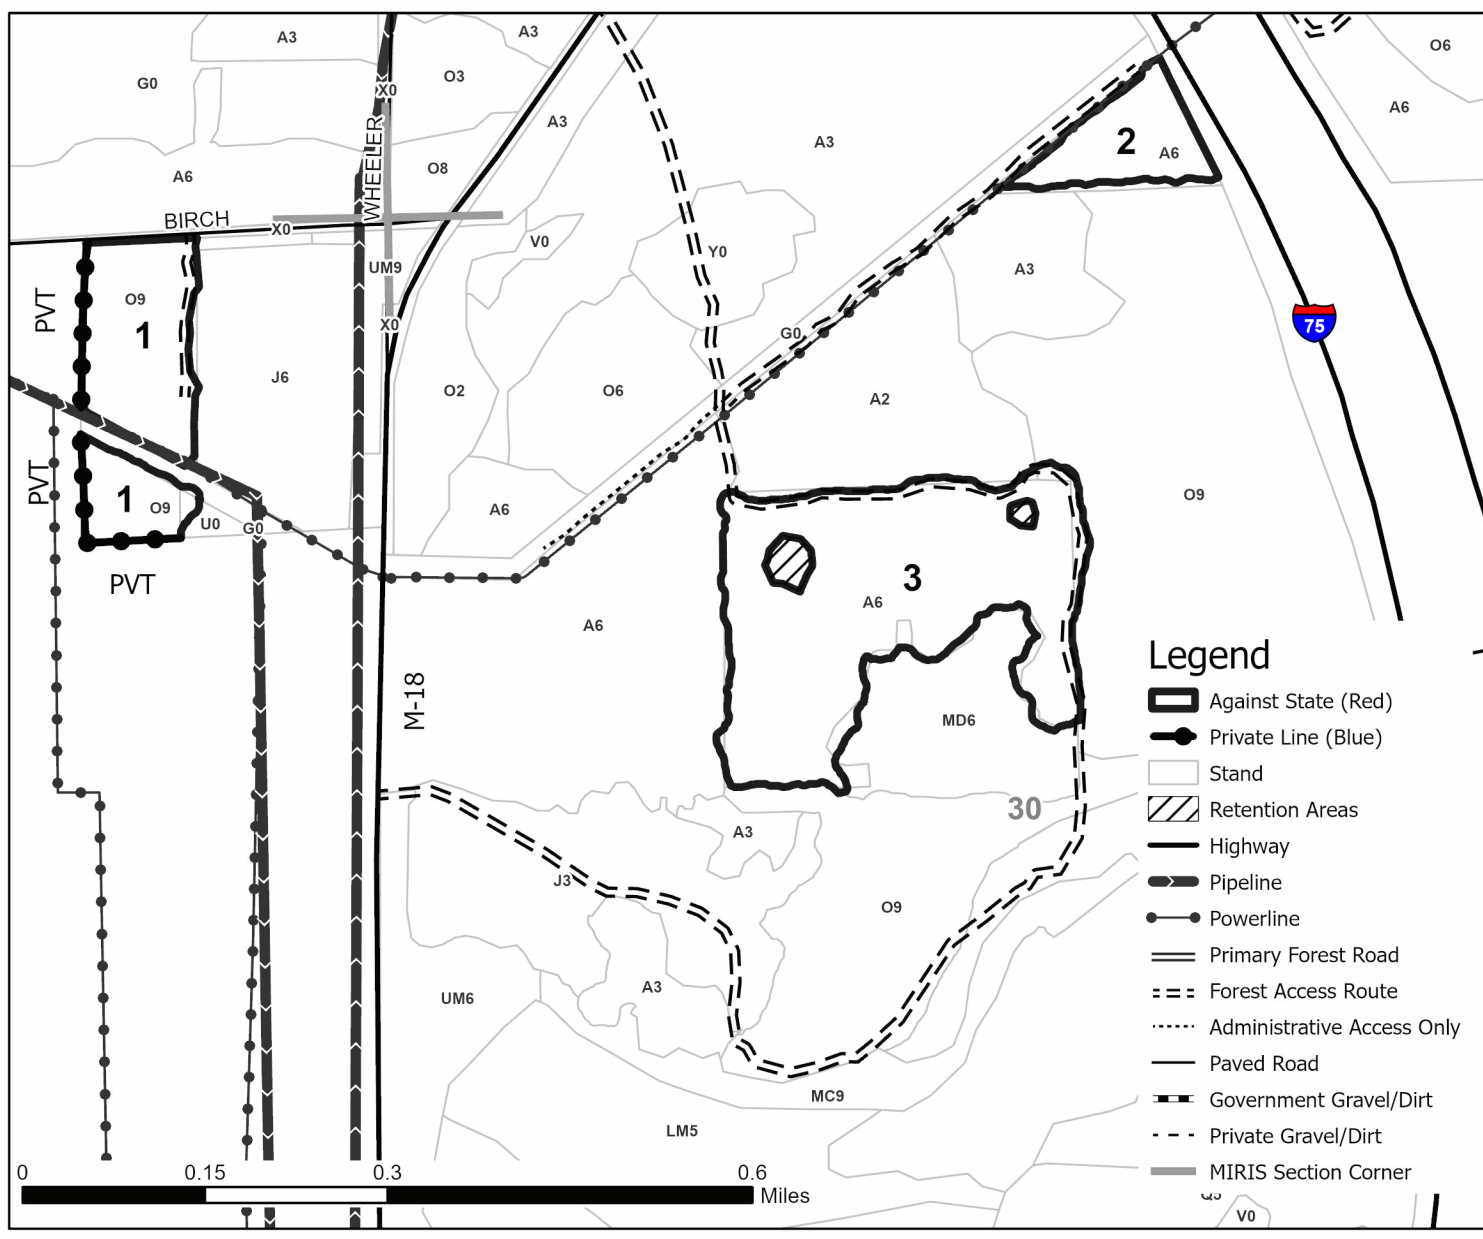 A3
A3
O6
G0
O3
X0
A6
A3
A3
2
A6
WHEELER
O8
A6
BIRCH
X0
V0
Y0
UM9
A3
PVT
O9
1
X0
G0
75
J6
O2
O6
A2
PVT
1
O9
U0
G0
A6
O9
PVT
3
A6
A6
M-18
MD6
30
A3
J3
O9
UM6
A3
MC9
LM5
Legend
Against State (Red)
Private Line (Blue)
Stand
Retention Areas
Highway
Pipeline
Powerline
Primary Forest Road
Forest Access Route
Administrative Access Only
Paved Road
Government Gravel/Dirt
Private Gravel/Dirt
MIRIS Section Corner
V0
0 0.15 0.3 0.6
Miles